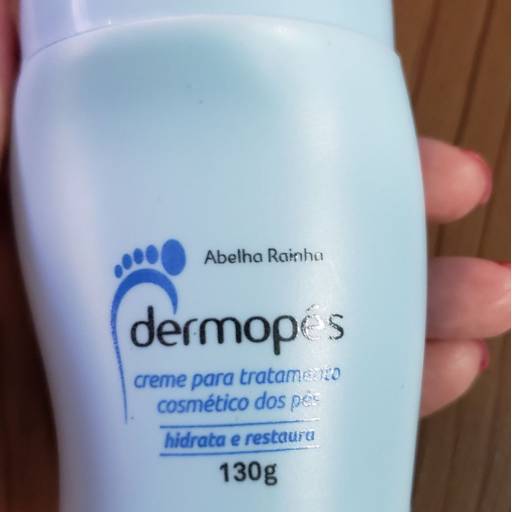 Abelha Rainha
dermopés
creme para tratamento
cosmético dos pés
hidrata e restaura
130g